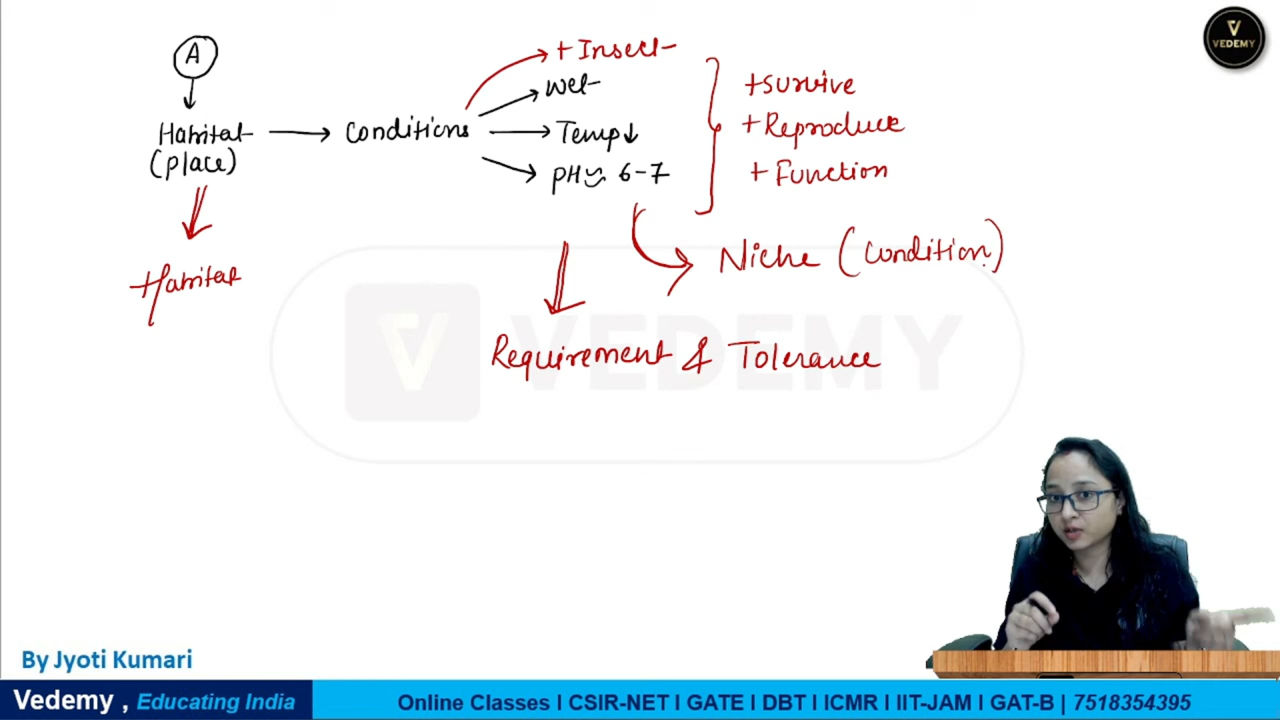 VEDEMY
A
+ Insect
Wet
Habitat
(place)
Conditions
Temp↓
pH≈ 6-7
+survive
+Reproduce
+Function
Habitat
Niche (Condition)
Requirement & Tolerance
VEDEMY
By Jyoti Kumari
Vedemy , Educating India
Online Classes I CSIR-NET I GATE I DBT I ICMR I IIT-JAM I GAT-B | 7518354395